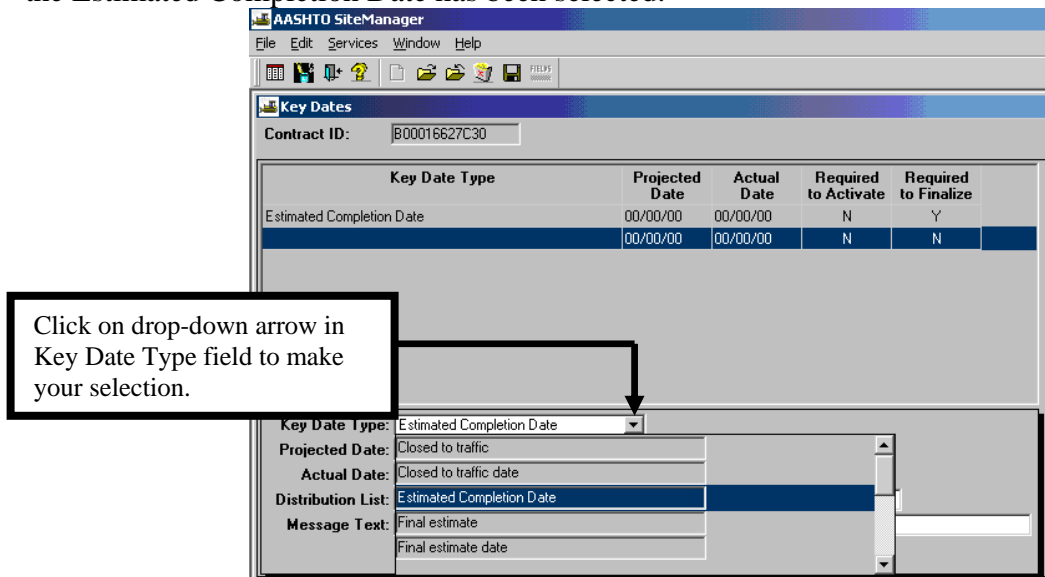 the Estimated Completion Date has been selected.
AASHTO SiteManager
File Edit Services Window Help
FIELDS
Key Dates
Contract ID: B00016627C30
Key Date Type Projected Date Actual Date Required to Activate Required to Finalize
Estimated Completion Date 00/00/00 00/00/00 N Y
00/00/00 00/00/00 N N
Click on drop-down arrow in
Key Date Type field to make
your selection.
Key Date Type: Estimated Completion Date
Projected Date: Closed to traffic
Actual Date: Closed to traffic date
Distribution List: Estimated Completion Date
Message Text: Final estimate
Final estimate date